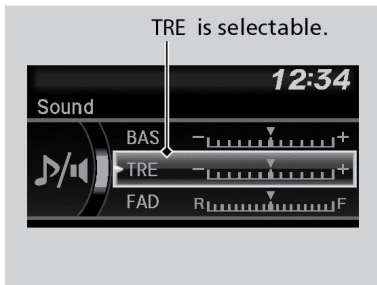 TRE is selectable.
12:34
Sound
BAS - +
TRE - +
FAD R F